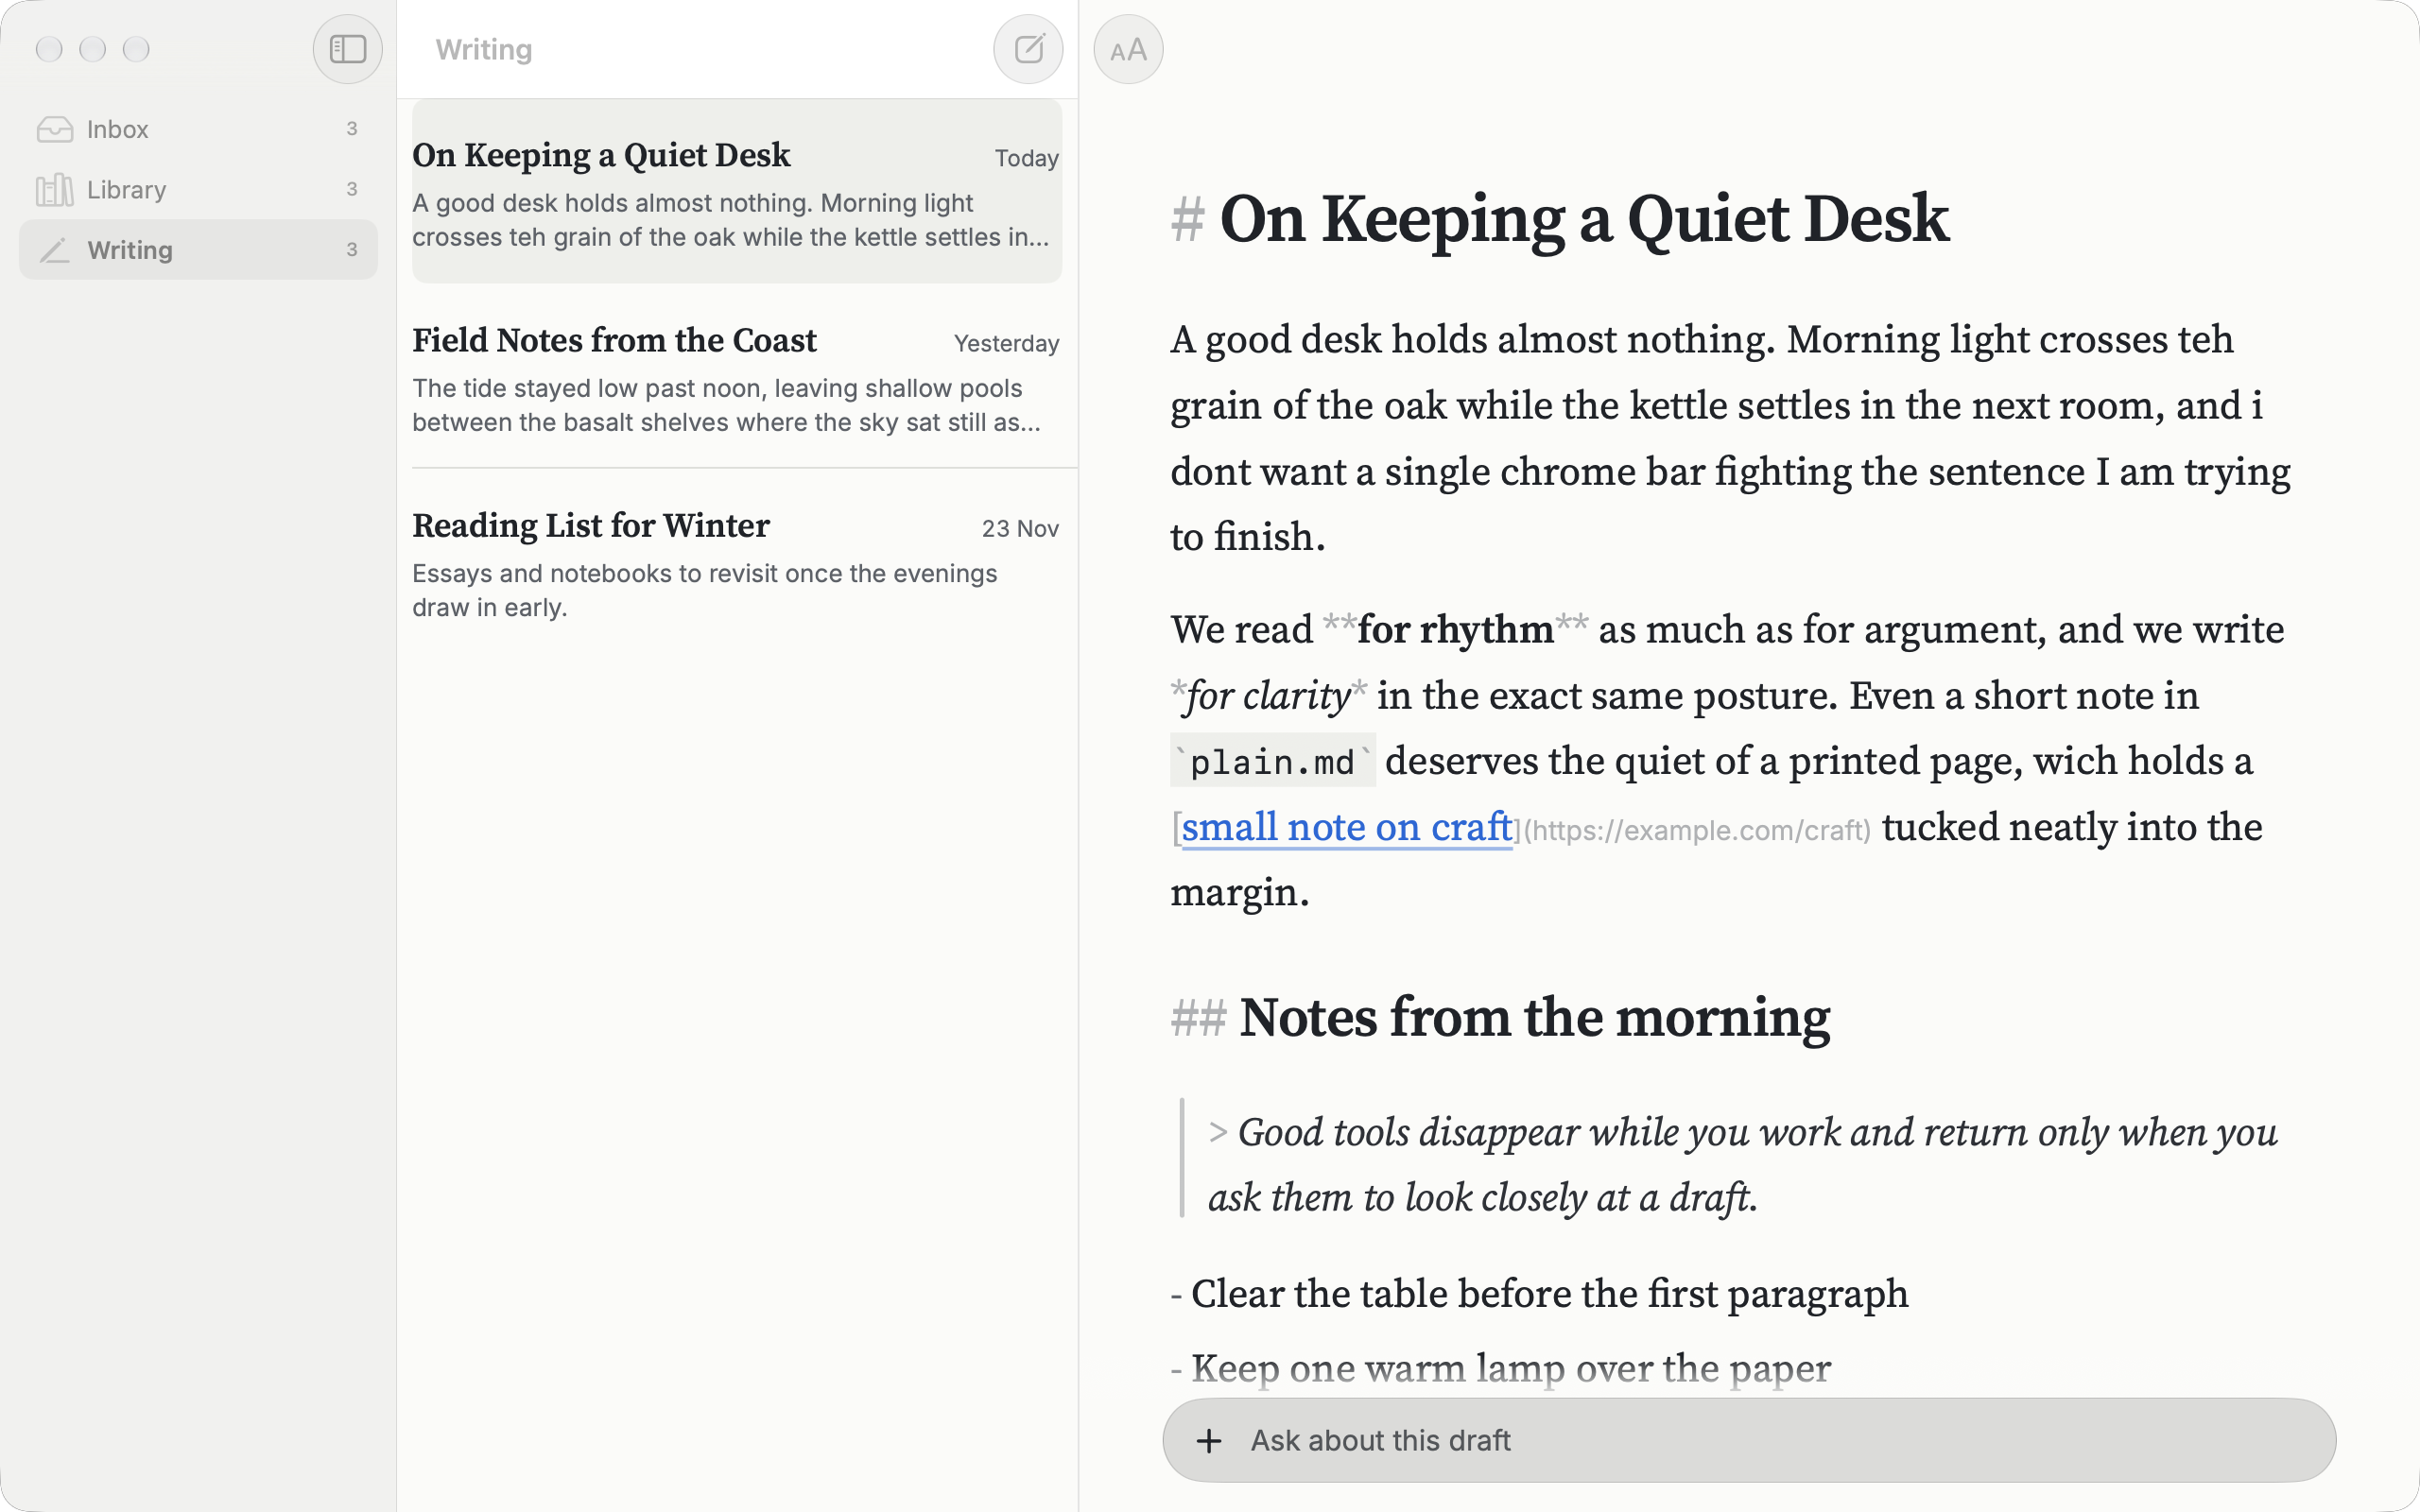 Inbox 3
Library 3
Writing 3
Writing
On Keeping a Quiet Desk Today
A good desk holds almost nothing. Morning light
crosses teh grain of the oak while the kettle settles in...
Field Notes from the Coast Yesterday
The tide stayed low past noon, leaving shallow pools
between the basalt shelves where the sky sat still as...
Reading List for Winter 23 Nov
Essays and notebooks to revisit once the evenings
draw in early.
AA
# On Keeping a Quiet Desk
A good desk holds almost nothing. Morning light crosses teh
grain of the oak while the kettle settles in the next room, and i
dont want a single chrome bar fighting the sentence I am trying
to finish.
We read **for rhythm** as much as for argument, and we write
*for clarity* in the exact same posture. Even a short note in
`plain.md` deserves the quiet of a printed page, wich holds a
[small note on craft](https://example.com/craft) tucked neatly into the
margin.
## Notes from the morning
> Good tools disappear while you work and return only when you
ask them to look closely at a draft.
- Clear the table before the first paragraph
- Keep one warm lamp over the paper
+ Ask about this draft